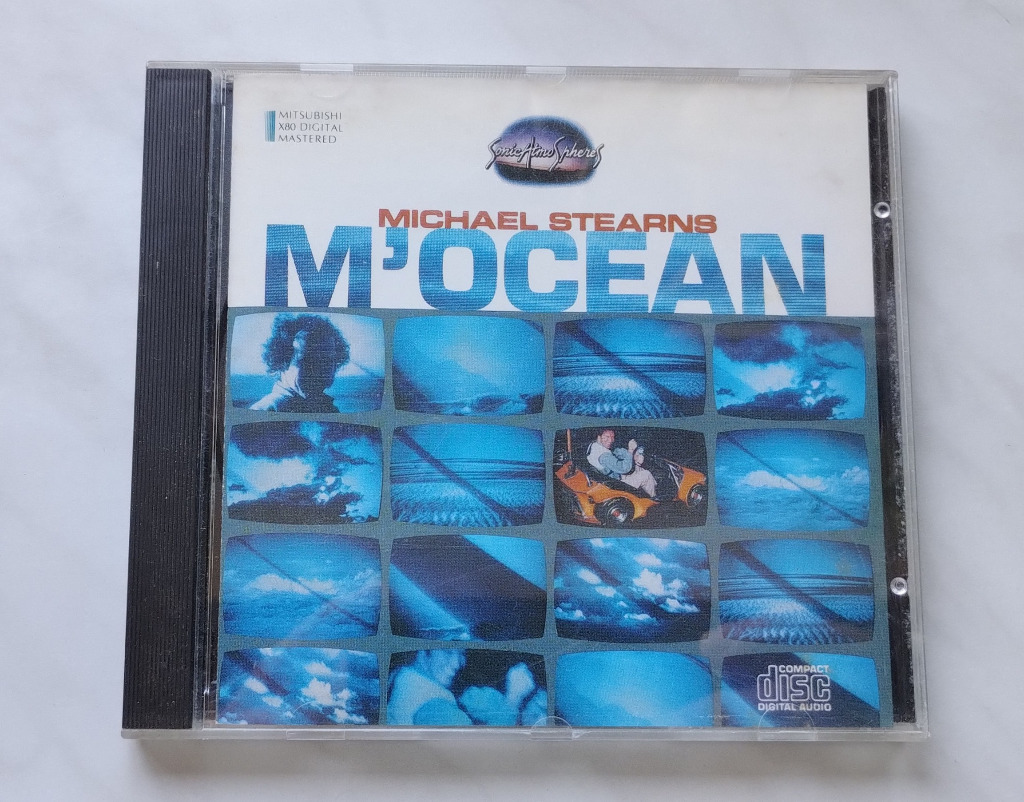 MITSUBISHI
X80 DIGITAL
MASTERED
Sonic Atmospheres
MICHAEL STEARNS
M'OCEAN
COMPACT
disc
DIGITAL AUDIO